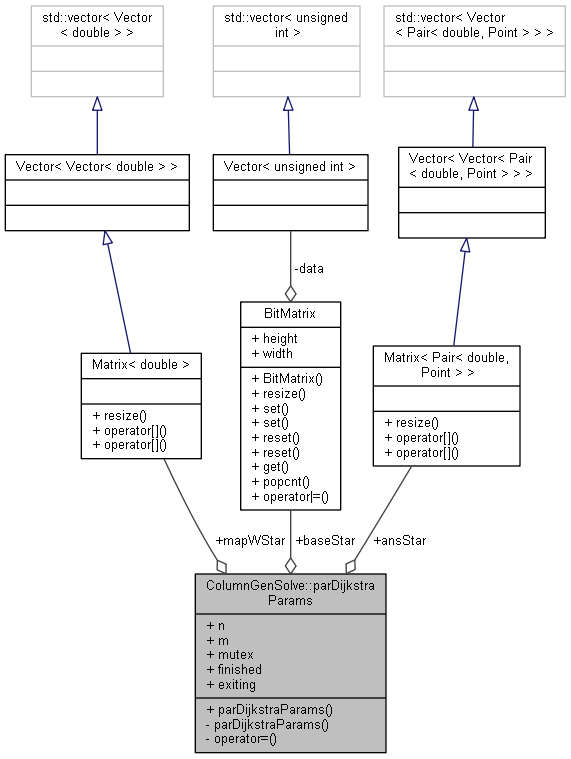 std::vector< Vector
< double > >
std::vector< unsigned
int >
std::vector< Vector
< Pair< double, Point > > >
Vector< Vector< double > >
Vector< unsigned int >
Vector< Vector< Pair
< double, Point > > >
-data
BitMatrix
+ height
+ width
+ BitMatrix()
+ resize()
+ set()
+ set()
+ reset()
+ reset()
+ get()
+ popcnt()
+ operator|=()
Matrix< double >
+ resize()
+ operator[]()
+ operator[]()
Matrix< Pair< double,
Point > >
+ resize()
+ operator[]()
+ operator[]()
+mapWStar
+baseStar
+ansStar
ColumnGenSolve::parDijkstra
Params
+ n
+ m
+ mutex
+ finished
+ exiting
+ parDijkstraParams()
- parDijkstraParams()
- operator=()